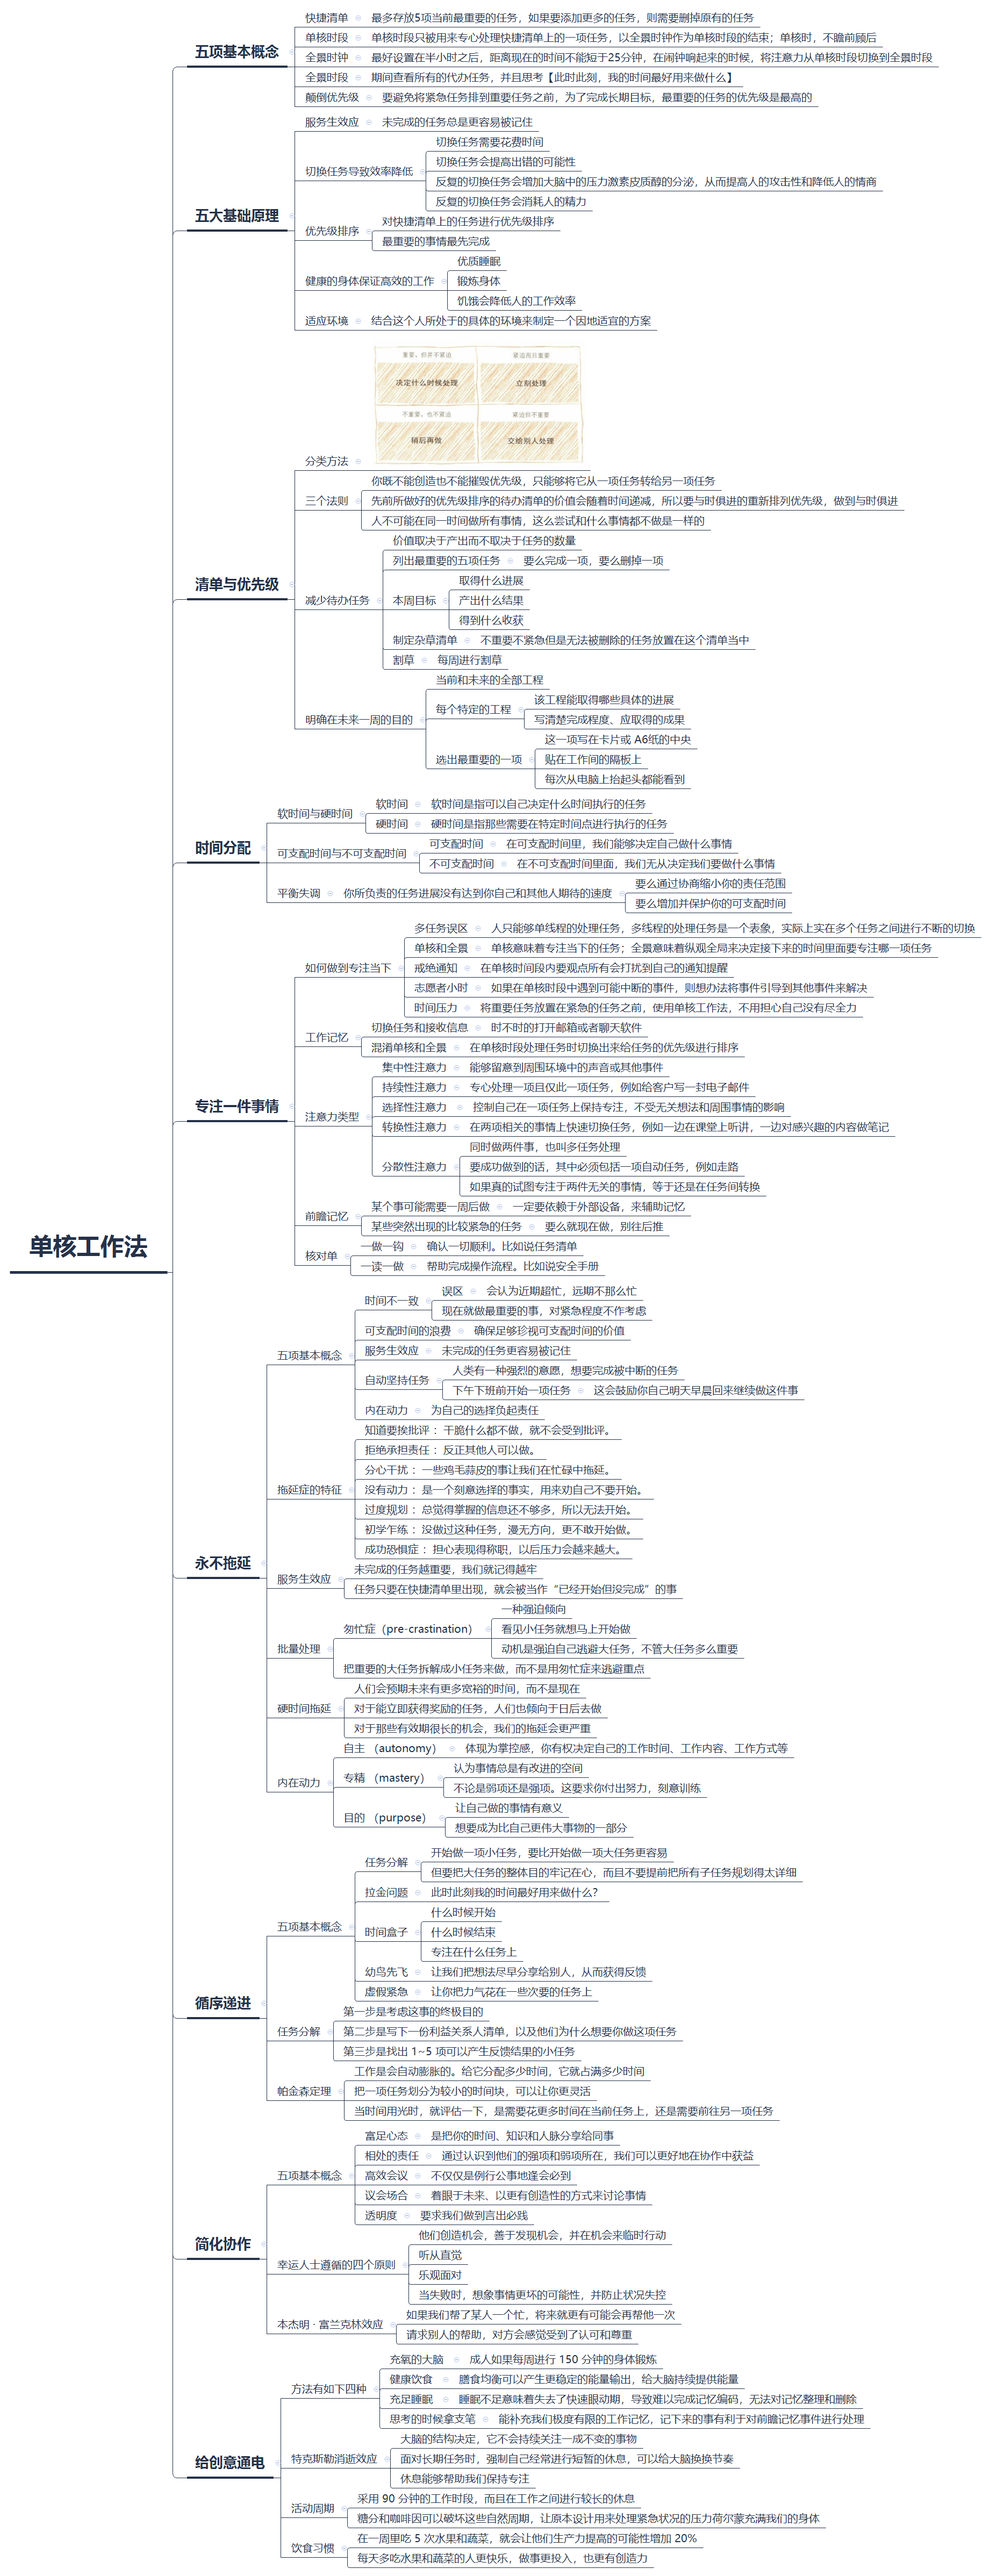 单核工作法
五项基本概念
快捷清单
最多存放5项当前最重要的任务，如果要添加更多的任务，则需要删掉原有的任务
单核时段
单核时段只被用来专心处理快捷清单上的一项任务，以全景时钟作为单核时段的结束；单核时，不瞻前顾后
全景时钟
最好设置在半小时之后，距离现在的时间不能短于25分钟，在闹钟响起来的时候，将注意力从单核时段切换到全景时段
全景时段
期间查看所有的代办任务，并且思考【此时此刻，我的时间最好用来做什么】
颠倒优先级
要避免将紧急任务排到重要任务之前，为了完成长期目标，最重要的任务的优先级是最高的
五大基础原理
服务生效应
未完成的任务总是更容易被记住
切换任务导致效率降低
切换任务需要花费时间
切换任务会提高出错的可能性
反复的切换任务会增加大脑中的压力激素皮质醇的分泌，从而提高人的攻击性和降低人的情商
反复的切换任务会消耗人的精力
优先级排序
对快捷清单上的任务进行优先级排序
最重要的事情最先完成
健康的身体保证高效的工作
优质睡眠
锻炼身体
饥饿会降低人的工作效率
适应环境
结合这个人所处于的具体的环境来制定一个因地适宜的方案
清单与优先级
分类方法
重要，但并不紧迫
紧迫而且重要
决定什么时候处理
立刻处理
不重要，也不紧迫
紧迫但不重要
稍后再做
交给别人处理
三个法则
你既不能创造也不能摧毁优先级，只能够将它从一项任务转给另一项任务
先前所做好的优先级排序的待办清单的价值会随着时间递减，所以要与时俱进的重新排列优先级，做到与时俱进
人不可能在同一时间做所有事情，这么尝试和什么事情都不做是一样的
减少待办任务
价值取决于产出而不取决于任务的数量
列出最重要的五项任务
要么完成一项，要么删掉一项
本周目标
取得什么进展
产出什么结果
得到什么收获
制定杂草清单
不重要不紧急但是无法被删除的任务放置在这个清单当中
割草
每周进行割草
明确在未来一周的目的
当前和未来的全部工程
每个特定的工程
该工程能取得哪些具体的进展
写清楚完成程度、应取得的成果
选出最重要的一项
这一项写在卡片或 A6纸的中央
贴在工作间的隔板上
每次从电脑上抬起头都能看到
时间分配
软时间与硬时间
软时间
软时间是指可以自己决定什么时间执行的任务
硬时间
硬时间是指那些需要在特定时间点进行执行的任务
可支配时间与不可支配时间
可支配时间
在可支配时间里，我们能够决定自己做什么事情
不可支配时间
在不可支配时间里面，我们无从决定我们要做什么事情
平衡失调
你所负责的任务进展没有达到你自己和其他人期待的速度
要么通过协商缩小你的责任范围
要么增加并保护你的可支配时间
专注一件事情
如何做到专注当下
多任务误区
人只能够单线程的处理任务，多线程的处理任务是一个表象，实际上实在多个任务之间进行不断的切换
单核和全景
单核意味着专注当下的任务；全景意味着纵观全局来决定接下来的时间里面要专注哪一项任务
戒绝通知
在单核时间段内要观点所有会打扰到自己的通知提醒
志愿者小时
如果在单核时段中遇到可能中断的事件，则想办法将事件引导到其他事件来解决
时间压力
将重要任务放置在紧急的任务之前，使用单核工作法，不用担心自己没有尽全力
工作记忆
切换任务和接收信息
时不时的打开邮箱或者聊天软件
混淆单核和全景
在单核时段处理任务时切换出来给任务的优先级进行排序
注意力类型
集中性注意力
能够留意到周围环境中的声音或其他事件
持续性注意力
专心处理一项且仅此一项任务，例如给客户写一封电子邮件
选择性注意力
控制自己在一项任务上保持专注，不受无关想法和周围事情的影响
转换性注意力
在两项相关的事情上快速切换任务，例如一边在课堂上听讲，一边对感兴趣的内容做笔记
分散性注意力
同时做两件事，也叫多任务处理
要成功做到的话，其中必须包括一项自动任务，例如走路
如果真的试图专注于两件无关的事情，等于还是在任务间转换
前瞻记忆
某个事可能需要一周后做
一定要依赖于外部设备，来辅助记忆
某些突然出现的比较紧急的任务
要么就现在做，别往后推
核对单
一做一钩
确认一切顺利。比如说任务清单
一读一做
帮助完成操作流程。比如说安全手册
永不拖延
五项基本概念
时间不一致
误区
会认为近期超忙，远期不那么忙
现在就做最重要的事，对紧急程度不作考虑
可支配时间的浪费
确保足够珍视可支配时间的价值
服务生效应
未完成的任务更容易被记住
自动坚持任务
人类有一种强烈的意愿，想要完成被中断的任务
下午下班前开始一项任务
这会鼓励你自己明天早晨回来继续做这件事
内在动力
为自己的选择负起责任
拖延症的特征
知道要挨批评 ：干脆什么都不做，就不会受到批评。
拒绝承担责任 ：反正其他人可以做。
分心干扰 ：一些鸡毛蒜皮的事让我们在忙碌中拖延。
没有动力 ：是一个刻意选择的事实，用来劝自己不要开始。
过度规划 ：总觉得掌握的信息还不够多，所以无法开始。
初学乍练 ：没做过这种任务，漫无方向，更不敢开始做。
成功恐惧症 ：担心表现得称职，以后压力会越来越大。
服务生效应
未完成的任务越重要，我们就记得越牢
任务只要在快捷清单里出现，就会被当作“已经开始但没完成”的事
批量处理
匆忙症（pre-crastination）
一种强迫倾向
看见小任务就想马上开始做
动机是强迫自己逃避大任务，不管大任务多么重要
把重要的大任务拆解成小任务来做，而不是用匆忙症来逃避重点
硬时间拖延
人们会预期未来有更多宽裕的时间，而不是现在
对于能立即获得奖励的任务，人们也倾向于日后去做
对于那些有效期很长的机会，我们的拖延会更严重
内在动力
自主 （autonomy）
体现为掌控感，你有权决定自己的工作时间、工作内容、工作方式等
专精 （mastery）
认为事情总是有改进的空间
不论是弱项还是强项。这要求你付出努力，刻意训练
目的 （purpose）
让自己做的事情有意义
想要成为比自己更伟大事物的一部分
循序递进
五项基本概念
任务分解
开始做一项小任务，要比开始做一项大任务更容易
但要把大任务的整体目的牢记在心，而且不要提前把所有子任务规划得太详细
拉金问题
此时此刻我的时间最好用来做什么？
时间盒子
什么时候开始
什么时候结束
专注在什么任务上
幼鸟先飞
让我们把想法尽早分享给别人，从而获得反馈
虚假紧急
让你把力气花在一些次要的任务上
任务分解
第一步是考虑这事的终极目的
第二步是写下一份利益关系人清单，以及他们为什么想要你做这项任务
第三步是找出 1~5 项可以产生反馈结果的小任务
帕金森定理
工作是会自动膨胀的。给它分配多少时间，它就占满多少时间
把一项任务划分为较小的时间块，可以让你更灵活
当时间用光时，就评估一下，是需要花更多时间在当前任务上，还是需要前往另一项任务
简化协作
五项基本概念
富足心态
是把你的时间、知识和人脉分享给同事
相处的责任
通过认识到他们的强项和弱项所在，我们可以更好地在协作中获益
高效会议
不仅仅是例行公事地逢会必到
议会场合
着眼于未来、以更有创造性的方式来讨论事情
透明度
要求我们做到言出必践
幸运人士遵循的四个原则
他们创造机会，善于发现机会，并在机会来临时行动
听从直觉
乐观面对
当失败时，想象事情更坏的可能性，并防止状况失控
本杰明 · 富兰克林效应
如果我们帮了某人一个忙，将来就更有可能会再帮他一次
请求别人的帮助，对方会感觉受到了认可和尊重
给创意通电
方法有如下四种
充氧的大脑
成人如果每周进行 150 分钟的身体锻炼
健康饮食
膳食均衡可以产生更稳定的能量输出，给大脑持续提供能量
充足睡眠
睡眠不足意味着失去了快速眼动期，导致难以完成记忆编码，无法对记忆整理和删除
思考的时候拿支笔
能补充我们极度有限的工作记忆，记下来的事有利于对前瞻记忆事件进行处理
特克斯勒消逝效应
大脑的结构决定，它不会持续关注一成不变的事物
面对长期任务时，强制自己经常进行短暂的休息，可以给大脑换换节奏
休息能够帮助我们保持专注
活动周期
采用 90 分钟的工作时段，而且在工作之间进行较长的休息
糖分和咖啡因可以破坏这些自然周期，让原本设计用来处理紧急状况的压力荷尔蒙充满我们的身体
饮食习惯
在一周里吃 5 次水果和蔬菜，就会让他们生产力提高的可能性增加 20%
每天多吃水果和蔬菜的人更快乐，做事更投入，也更有创造力